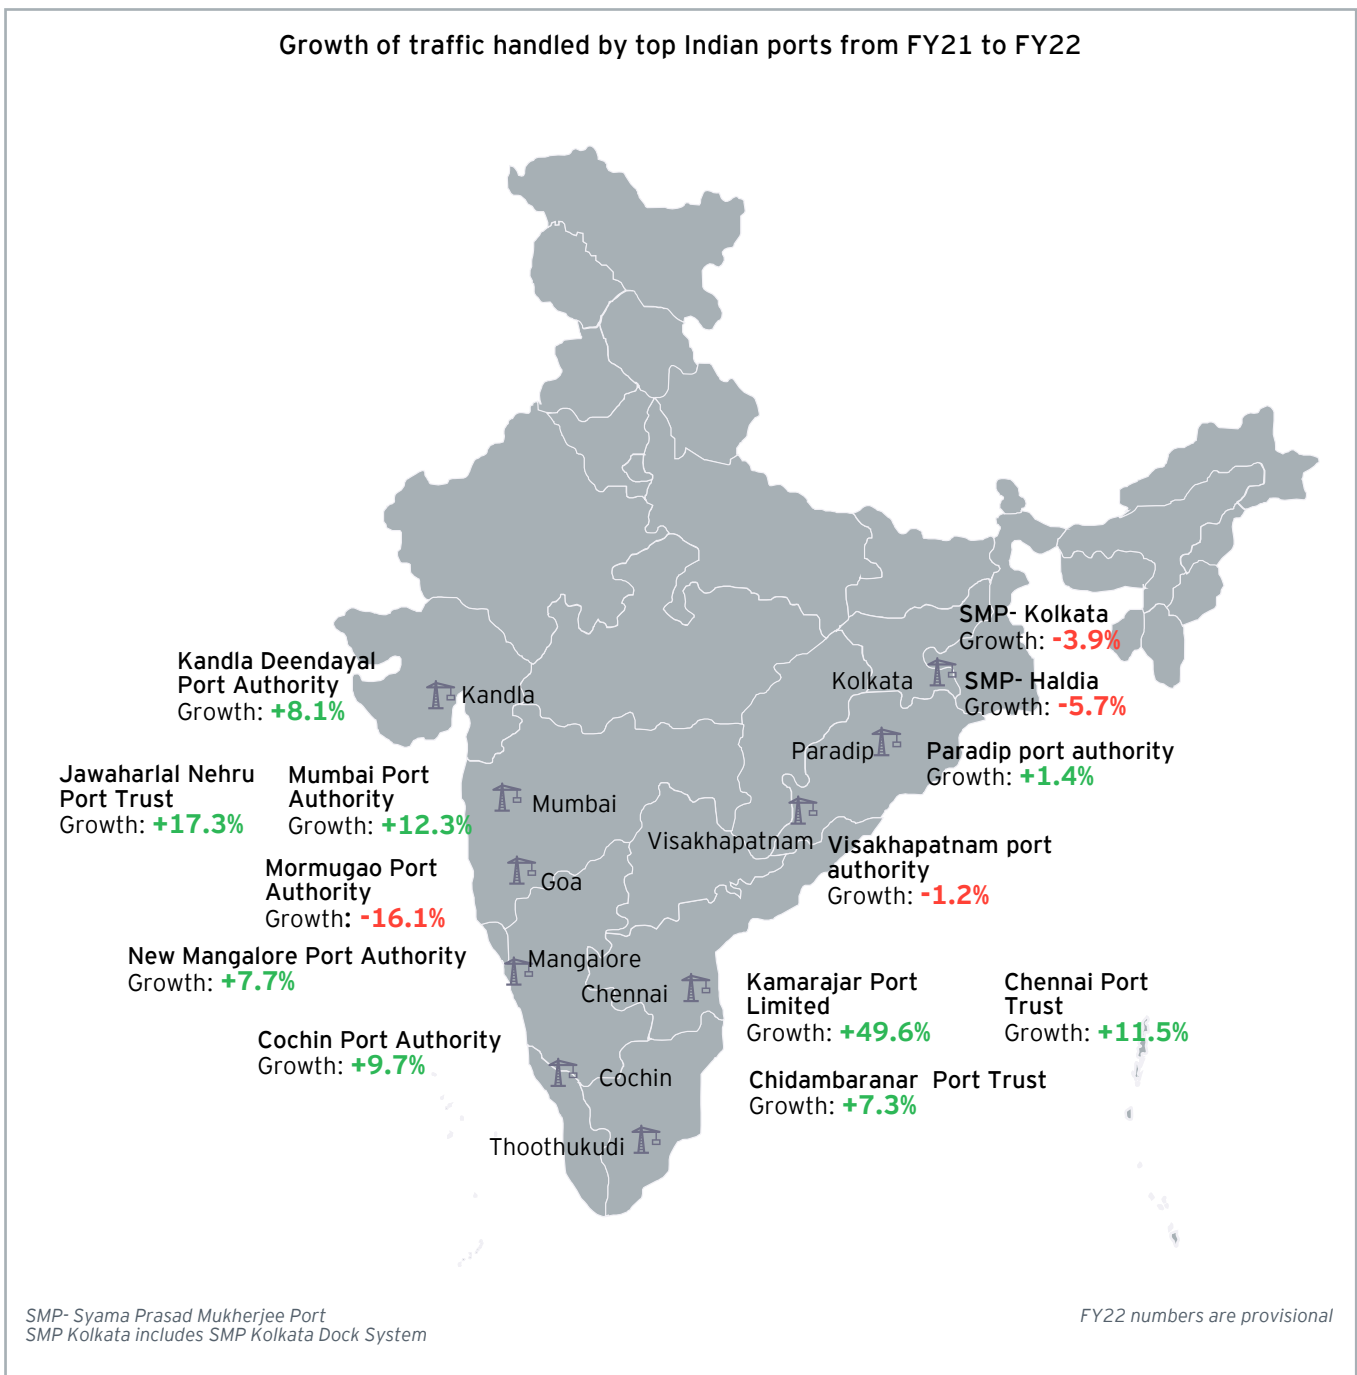 Growth of traffic handled by top Indian ports from FY21 to FY22
SMP- Kolkata
Growth: -3.9%
Kolkata
SMP- Haldia
Growth: -5.7%
Kandla Deendayal
Port Authority
Growth: +8.1%
Kandla
Paradip
Paradip port authority
Growth: +1.4%
Jawaharlal Nehru
Port Trust
Growth: +17.3%
Mumbai Port
Authority
Growth: +12.3%
Mumbai
Visakhapatnam
Visakhapatnam port
authority
Growth: -1.2%
Mormugao Port
Authority
Growth: -16.1%
Goa
New Mangalore Port Authority
Growth: +7.7%
Mangalore
Chennai
Kamarajar Port
Limited
Growth: +49.6%
Chennai Port
Trust
Growth: +11.5%
Cochin Port Authority
Growth: +9.7%
Cochin
Chidambaranar Port Trust
Growth: +7.3%
Thoothukudi
SMP- Syama Prasad Mukherjee Port
SMP Kolkata includes SMP Kolkata Dock System
FY22 numbers are provisional